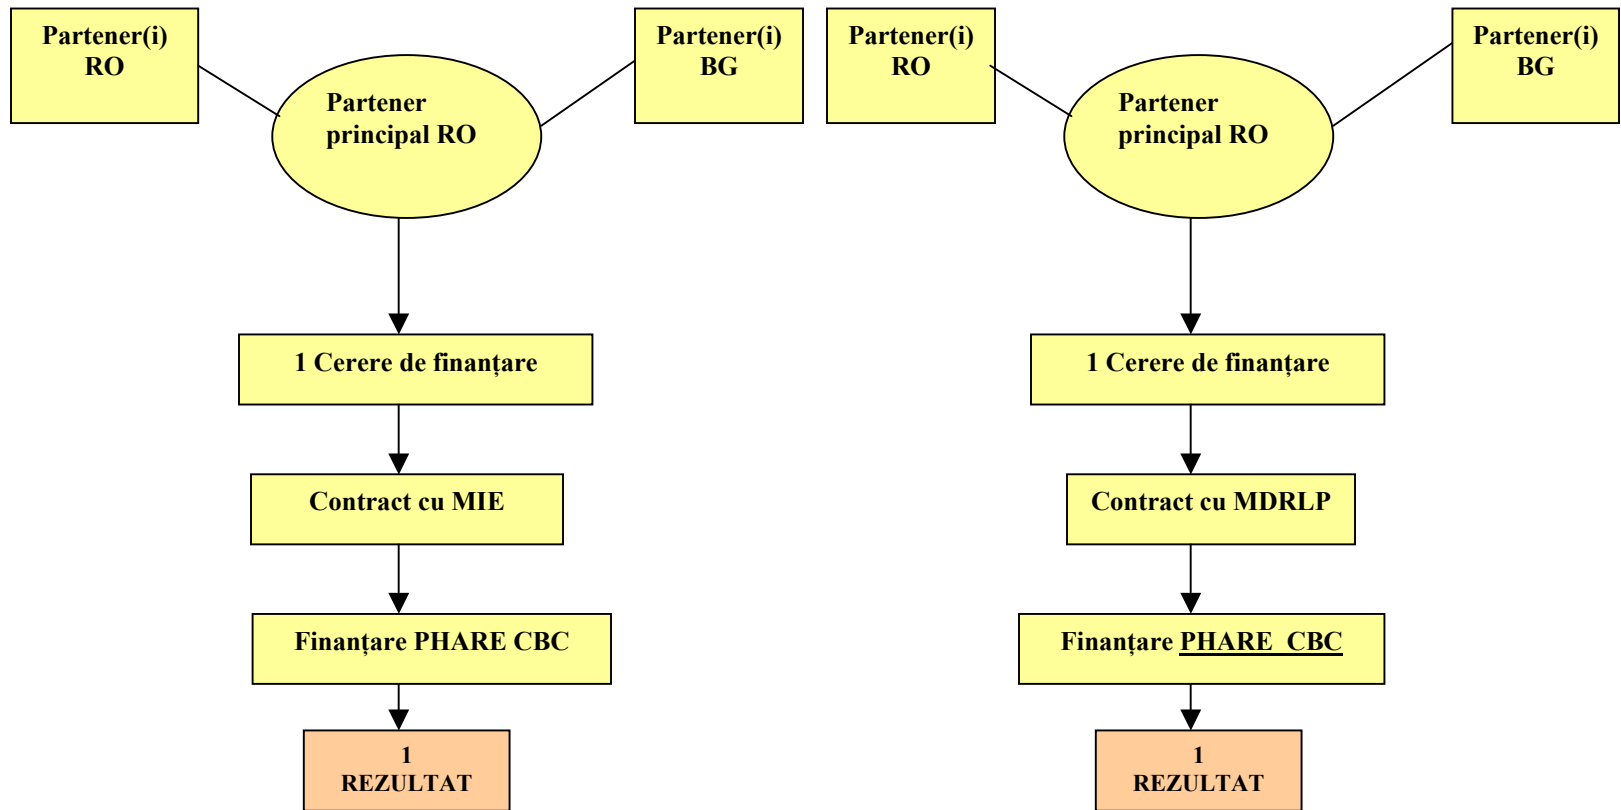 Partener(i)
RO
Partener(i)
BG
Partener
principal RO
1 Cerere de finanțare
Contract cu MIE
Finanțare PHARE CBC
1
REZULTAT
Partener(i)
RO
Partener(i)
BG
Partener
principal RO
1 Cerere de finanțare
Contract cu MDRLP
Finanțare PHARE CBC
1
REZULTAT